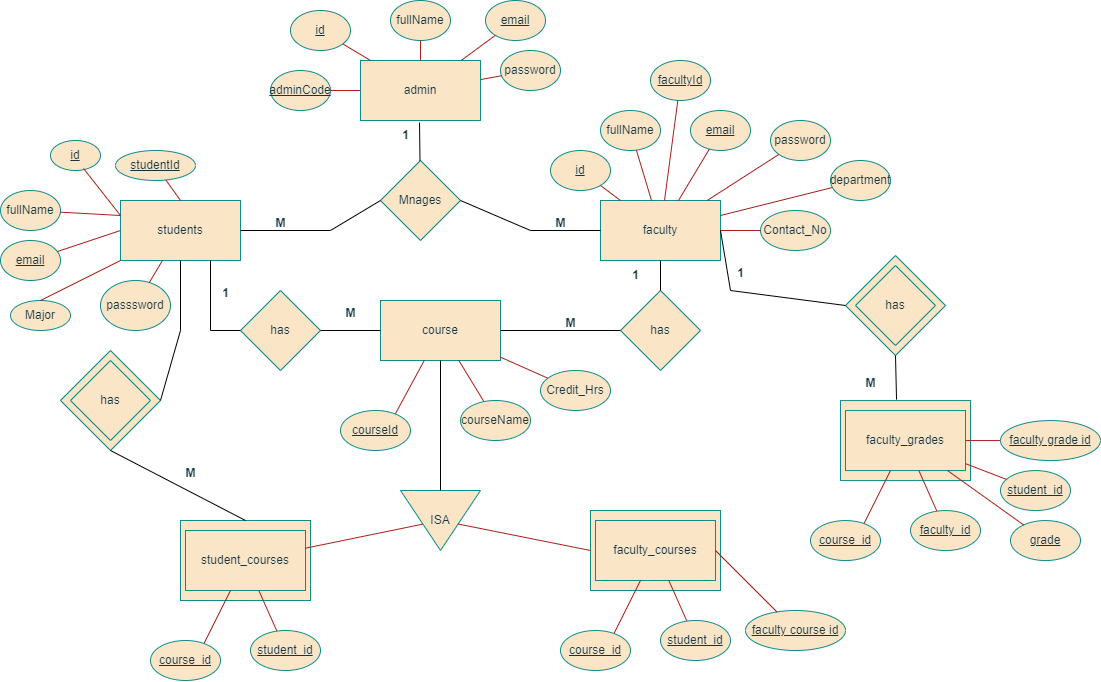 fullName
email
id
password
admin
adminCode
facultyId
1
fullName
email
password
id
studentId
id
department
Mnages
fullName
M
M
students
faculty
Contact_No
email
1
1
1
has
passsword
Major
M
M
has
course
has
M
Credit_Hrs
has
courseName
courseId
faculty_grades
faculty grade id
M
student_id
ISA
faculty_id
course_id
grade
faculty_courses
student_courses
faculty course id
student_id
course_id
student_id
course_id